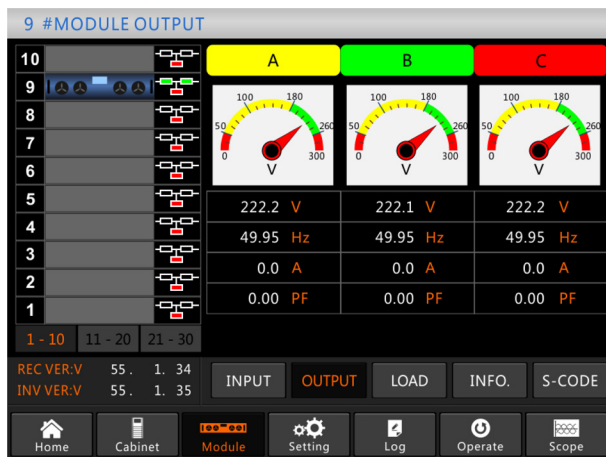 9 #MODULE OUTPUT
10
9
8
7
6
5
4
3
2
1
1 - 10 11 - 20 21 - 30
REC VER:V 55. 1. 34
INV VER:V 55. 1. 35
A B C
0 50 100 180 260 300 V
0 50 100 180 260 300 V
0 50 100 180 260 300 V
222.2 V 222.1 V 222.2 V
49.95 Hz 49.95 Hz 49.95 Hz
0.0 A 0.0 A 0.0 A
0.00 PF 0.00 PF 0.00 PF
INPUT OUTPUT LOAD INFO. S-CODE
Home Cabinet Module Setting Log Operate Scope